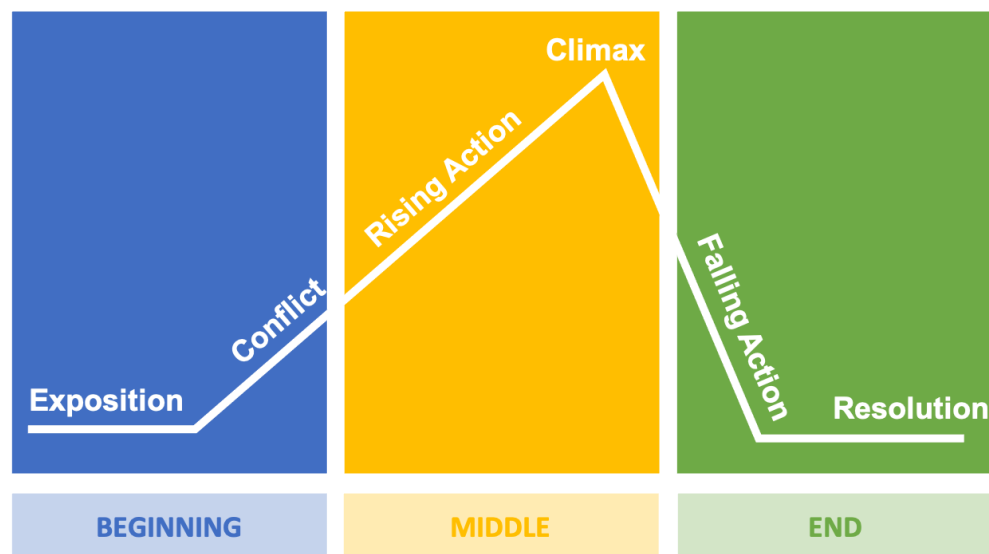 Exposition
Conflict
Rising Action
Climax
Falling Action
Resolution
BEGINNING
MIDDLE
END